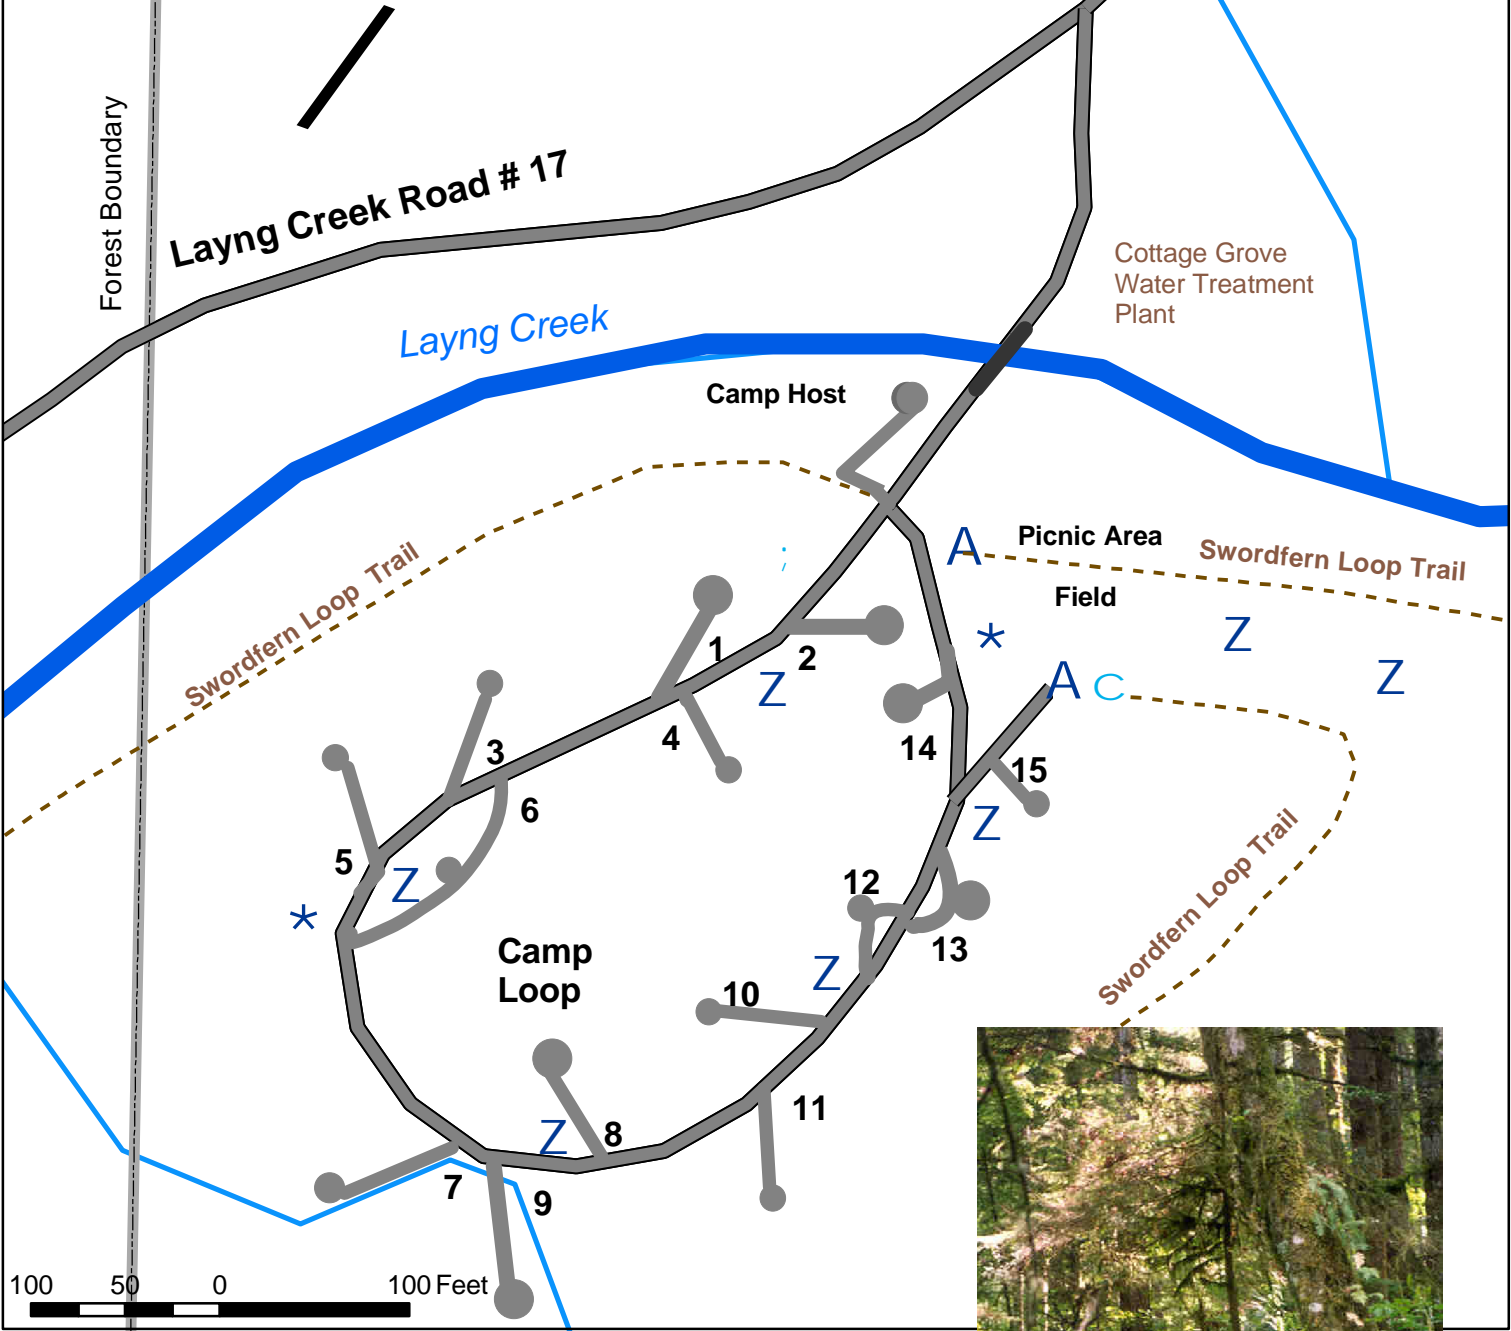 Forest Boundary
Layng Creek Road # 17
Cottage Grove
Water Treatment
Plant
Layng Creek
Camp Host
A
Picnic Area
Swordfern Loop Trail
Swordfern Loop Trail
;
Field
*
Z
1
2
Z
A
C
Z
3
4
14
15
6
Z
5
Z
*
12
13
Camp
Loop
Z
10
Swordfern Loop Trail
11
Z
8
7
9
100 50 0 100 Feet